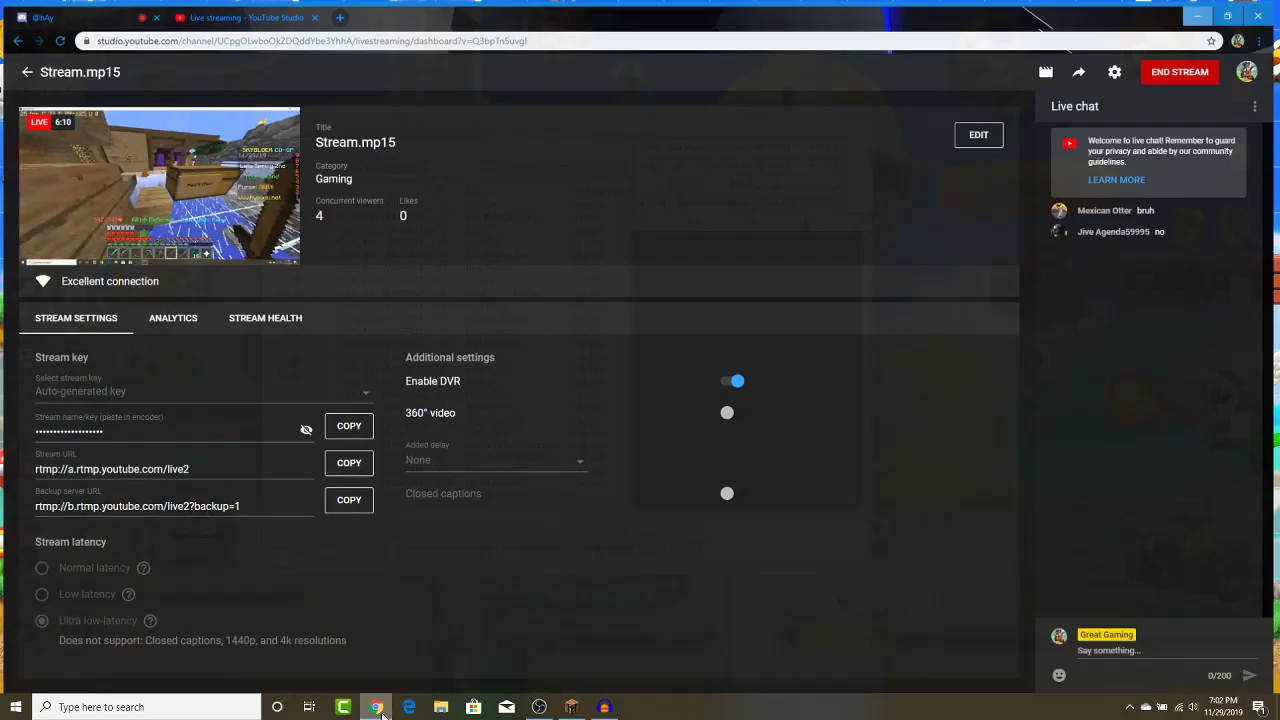 @hAy
Live streaming - YouTube Studio
studio.youtube.com/channel/UCpgOLwboOkZDQddYbe3YhhA/livestreaming/dashboard?v=Q3bpTn5uvgI
Stream.mp15
END STREAM
LIVE 6:10
SKYBLOCK CO-OP
Title
Stream.mp15
EDIT
Category
Gaming
Concurrent viewers
Likes
4
0
Excellent connection
STREAM SETTINGS
ANALYTICS
STREAM HEALTH
Stream key
Select stream key
Auto-generated key
Stream name/key (paste in encoder)
•••••••••••••••••••
COPY
Stream URL
rtmp://a.rtmp.youtube.com/live2
COPY
Backup server URL
rtmp://b.rtmp.youtube.com/live2?backup=1
COPY
Stream latency
Normal latency
Low-latency
Ultra low-latency
Does not support: Closed captions, 1440p, and 4k resolutions
Additional settings
Enable DVR
360° video
Added delay
None
Closed captions
Live chat
Welcome to live chat! Remember to guard
your privacy and abide by our community
guidelines.
LEARN MORE
Mexican Otter bruh
Jive Agenda59995 no
Great Gaming
Say something...
0/200
Type here to search
7:02 PM
11/29/2019